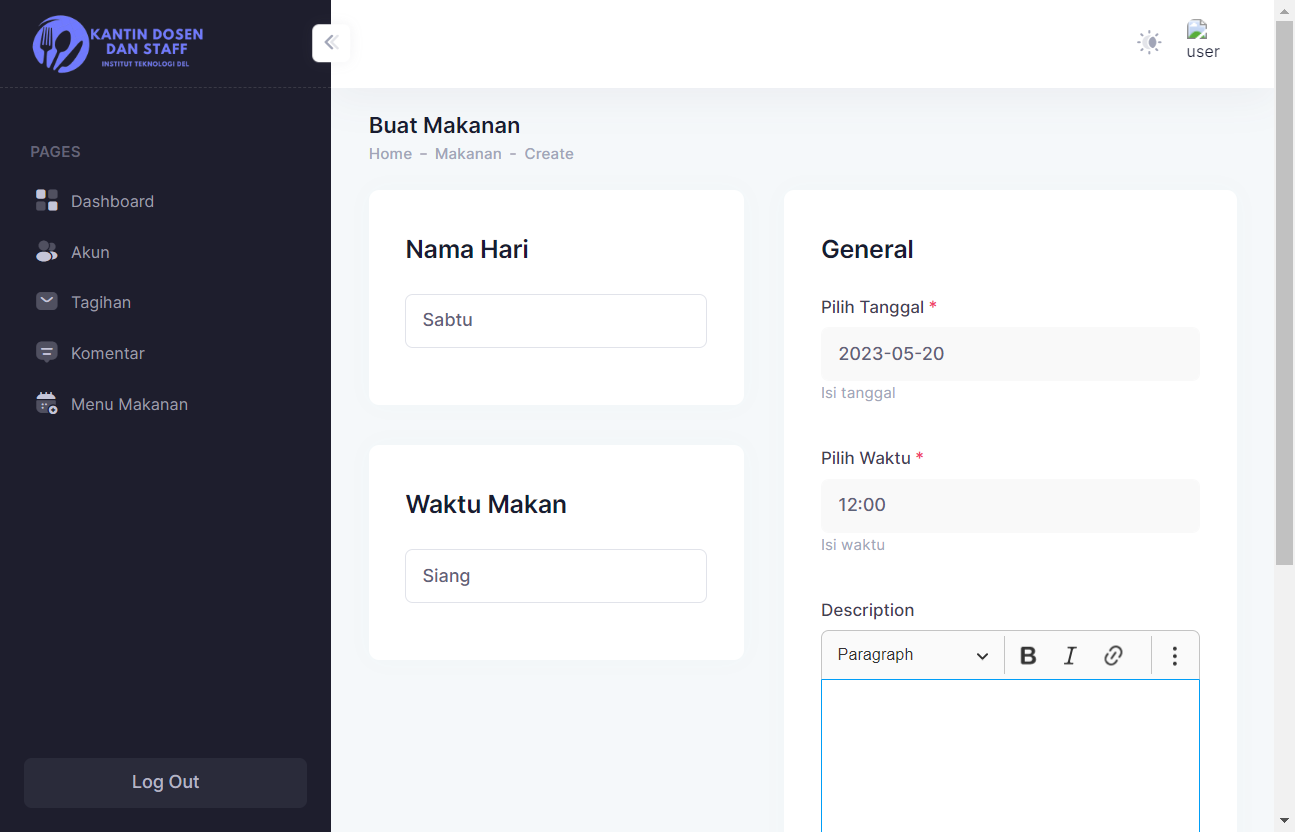 KANTIN DOSEN
DAN STAFF
INSTITUT TEKNOLOGI DEL
user
PAGES
Dashboard
Akun
Tagihan
Komentar
Menu Makanan
Log Out
Buat Makanan
Home - Makanan - Create
Nama Hari
Sabtu
Waktu Makan
Siang
General
Pilih Tanggal *
2023-05-20
Isi tanggal
Pilih Waktu *
12:00
Isi waktu
Description
Paragraph
B I